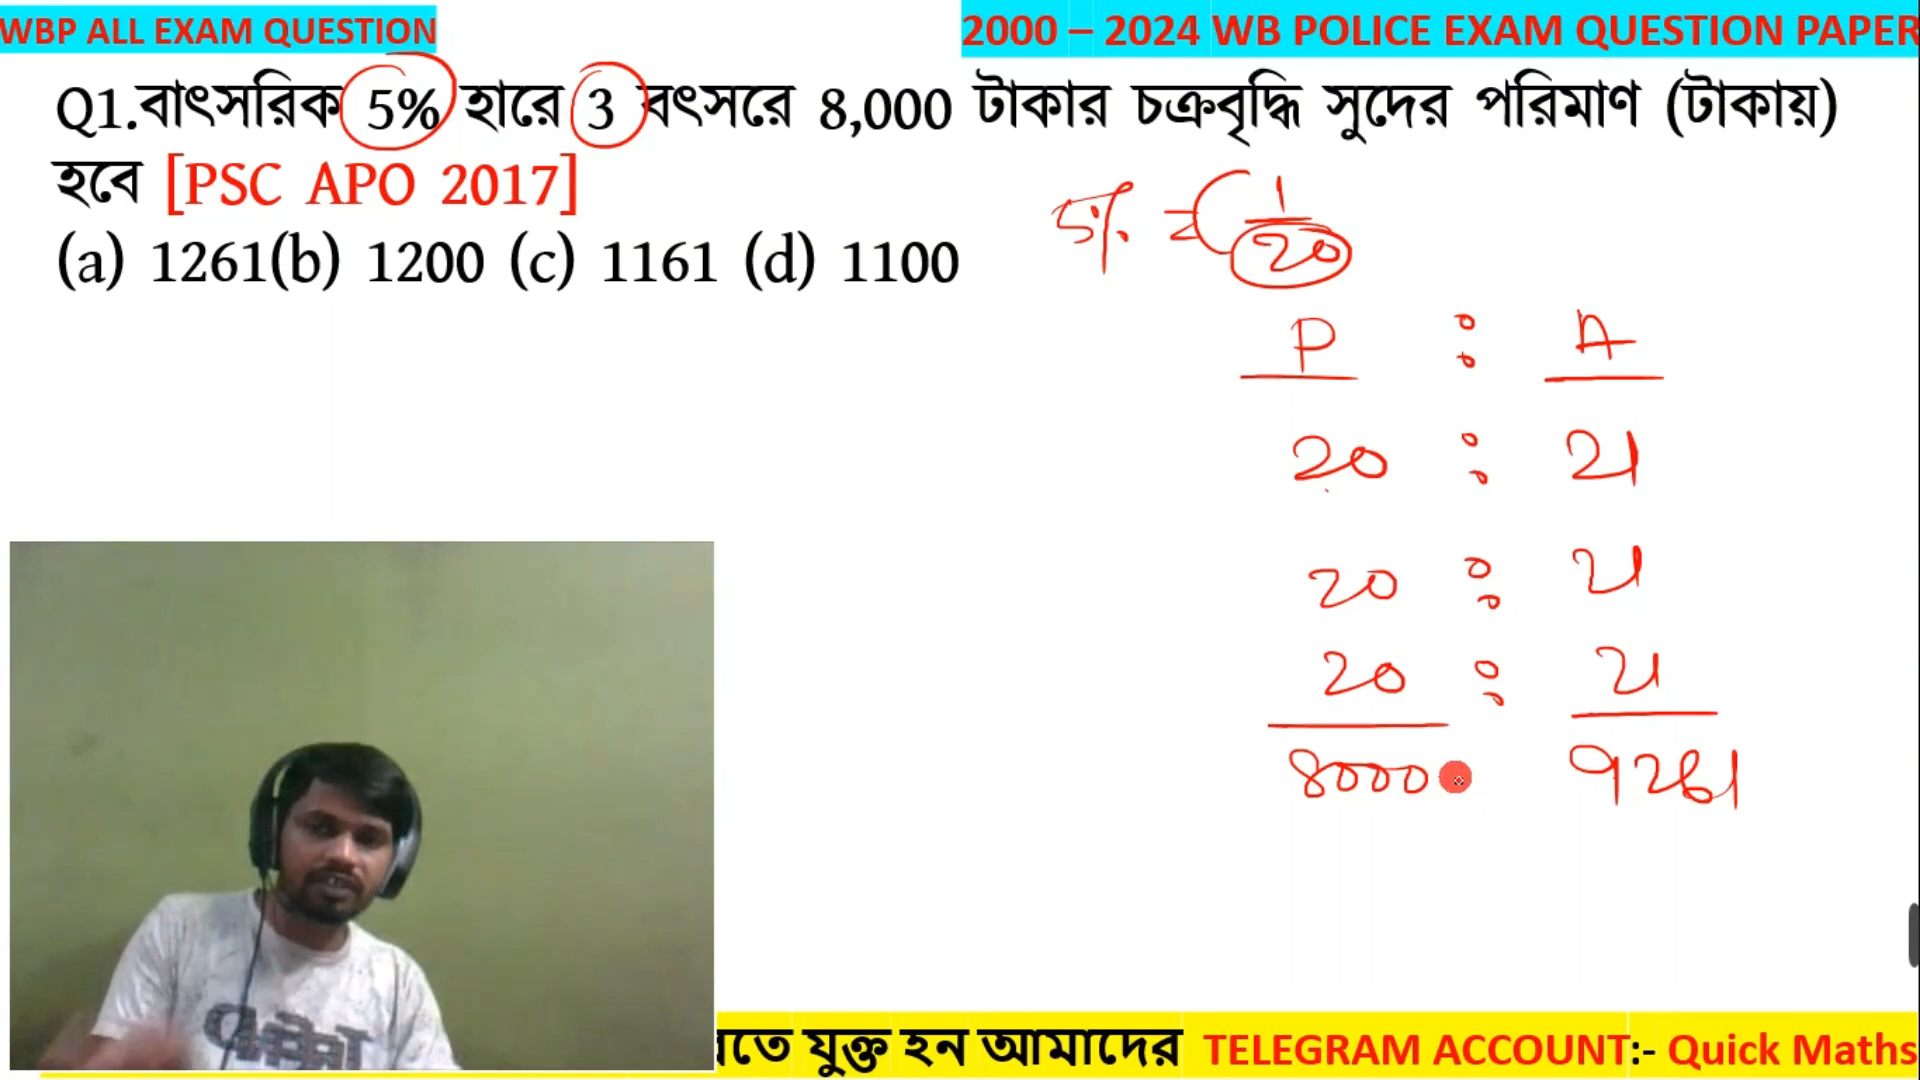 WBP ALL EXAM QUESTION
2000 – 2024 WB POLICE EXAM QUESTION PAPER
Q1.বাৎসরিক 5% হারে 3 বৎসরে 8,000 টাকার চক্রবৃদ্ধি সুদের পরিমাণ (টাকায়)
হবে [PSC APO 2017]
(a) 1261(b) 1200 (c) 1161 (d) 1100
5% = 1/20
P : A
20 : 21
20 : 21
20 : 21
8000 9261
যুক্ত হন আমাদের TELEGRAM ACCOUNT:- Quick Maths